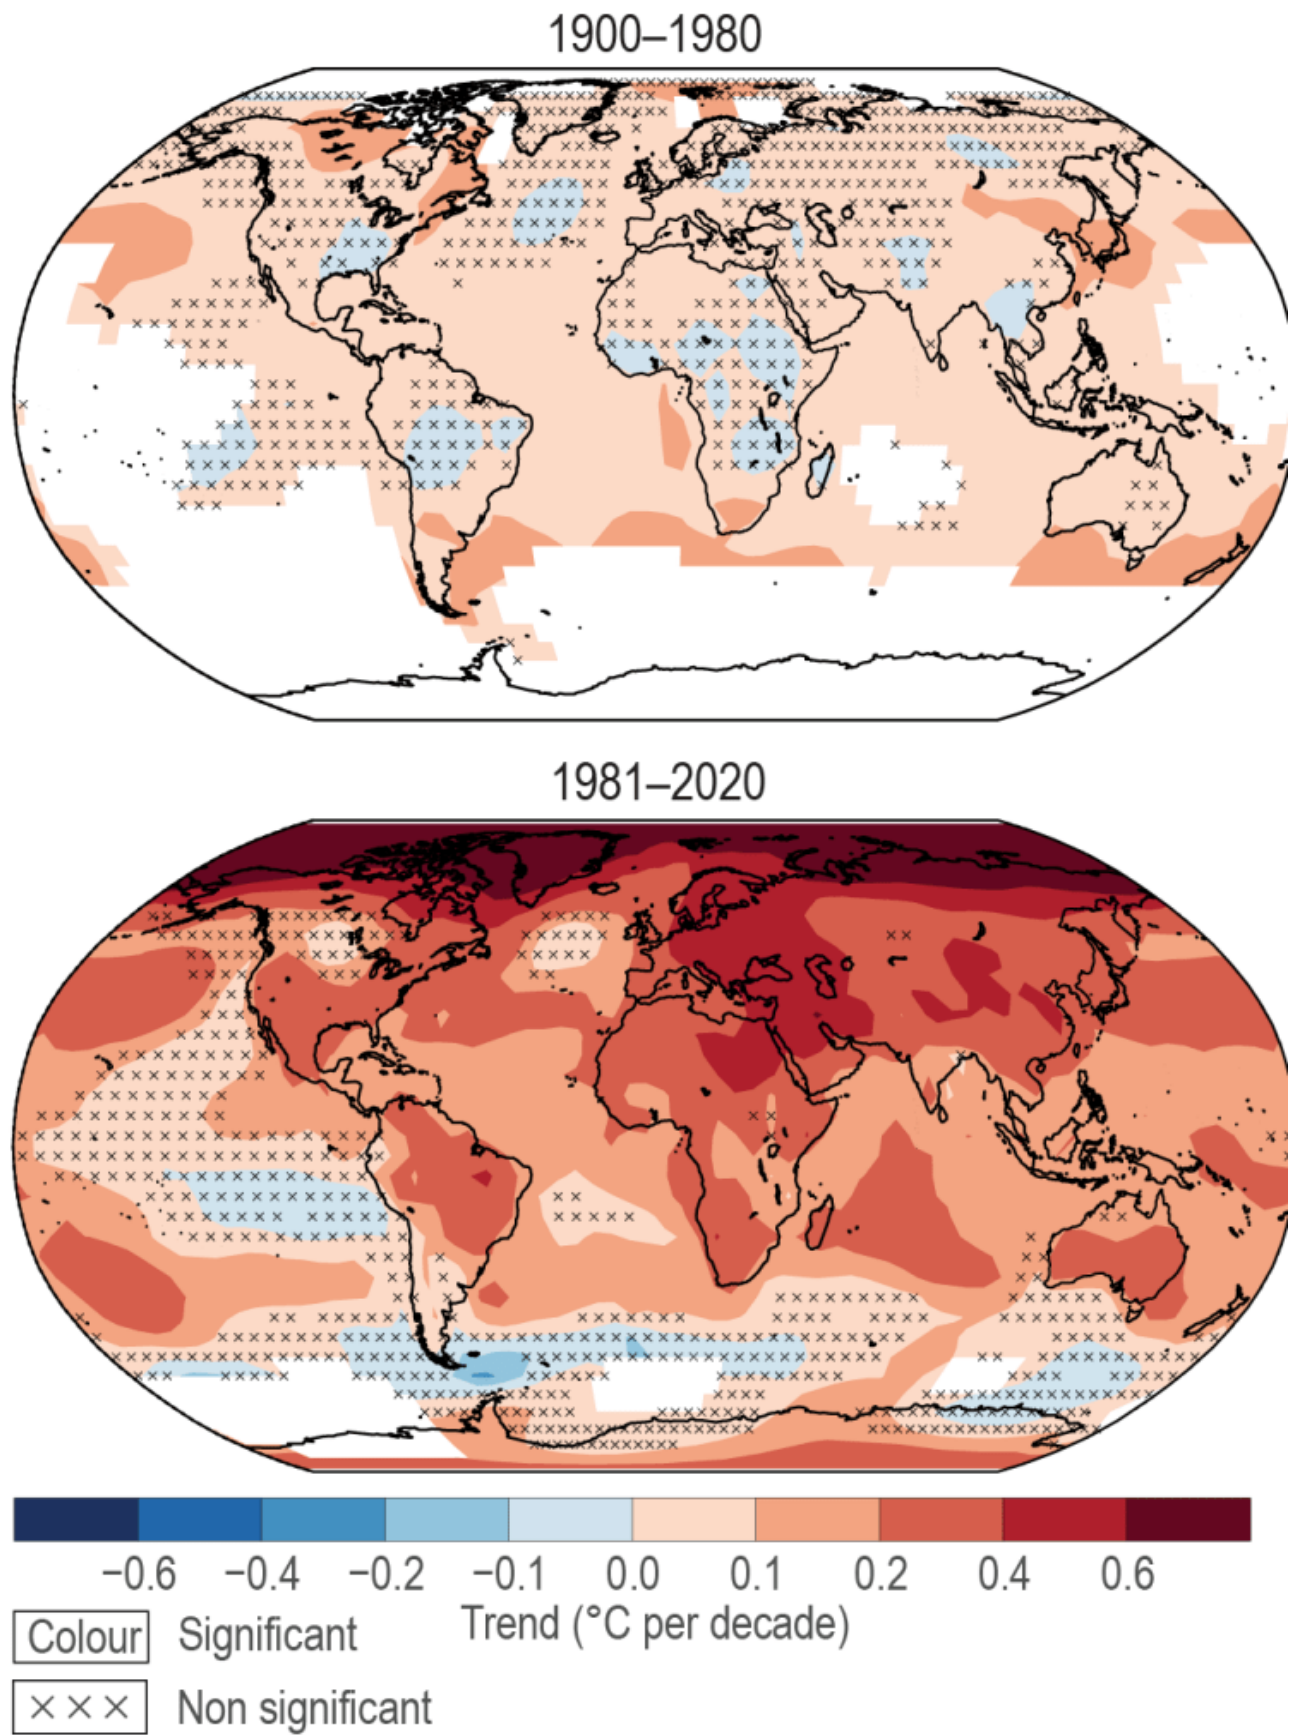 1900–1980
1981–2020
−0.6 −0.4 −0.2 −0.1 0.0 0.1 0.2 0.4 0.6
Trend (°C per decade)
Colour Significant
××× Non significant